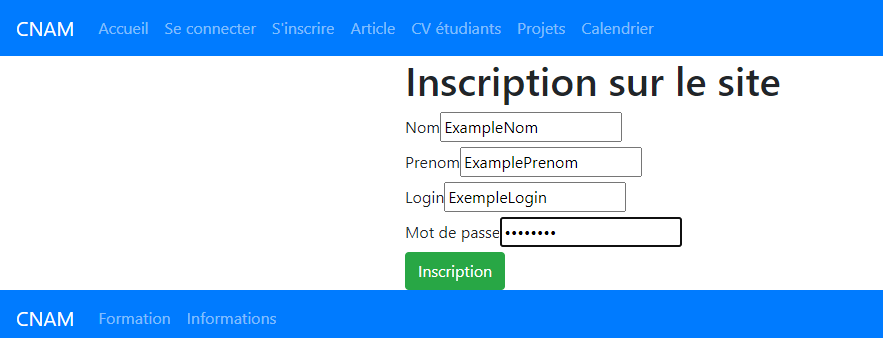 CNAM Accueil Se connecter S'inscrire Article CV étudiants Projets Calendrier
Inscription sur le site
Nom ExampleNom
Prenom ExamplePrenom
Login ExempleLogin
Mot de passe ••••••••
Inscription
CNAM Formation Informations